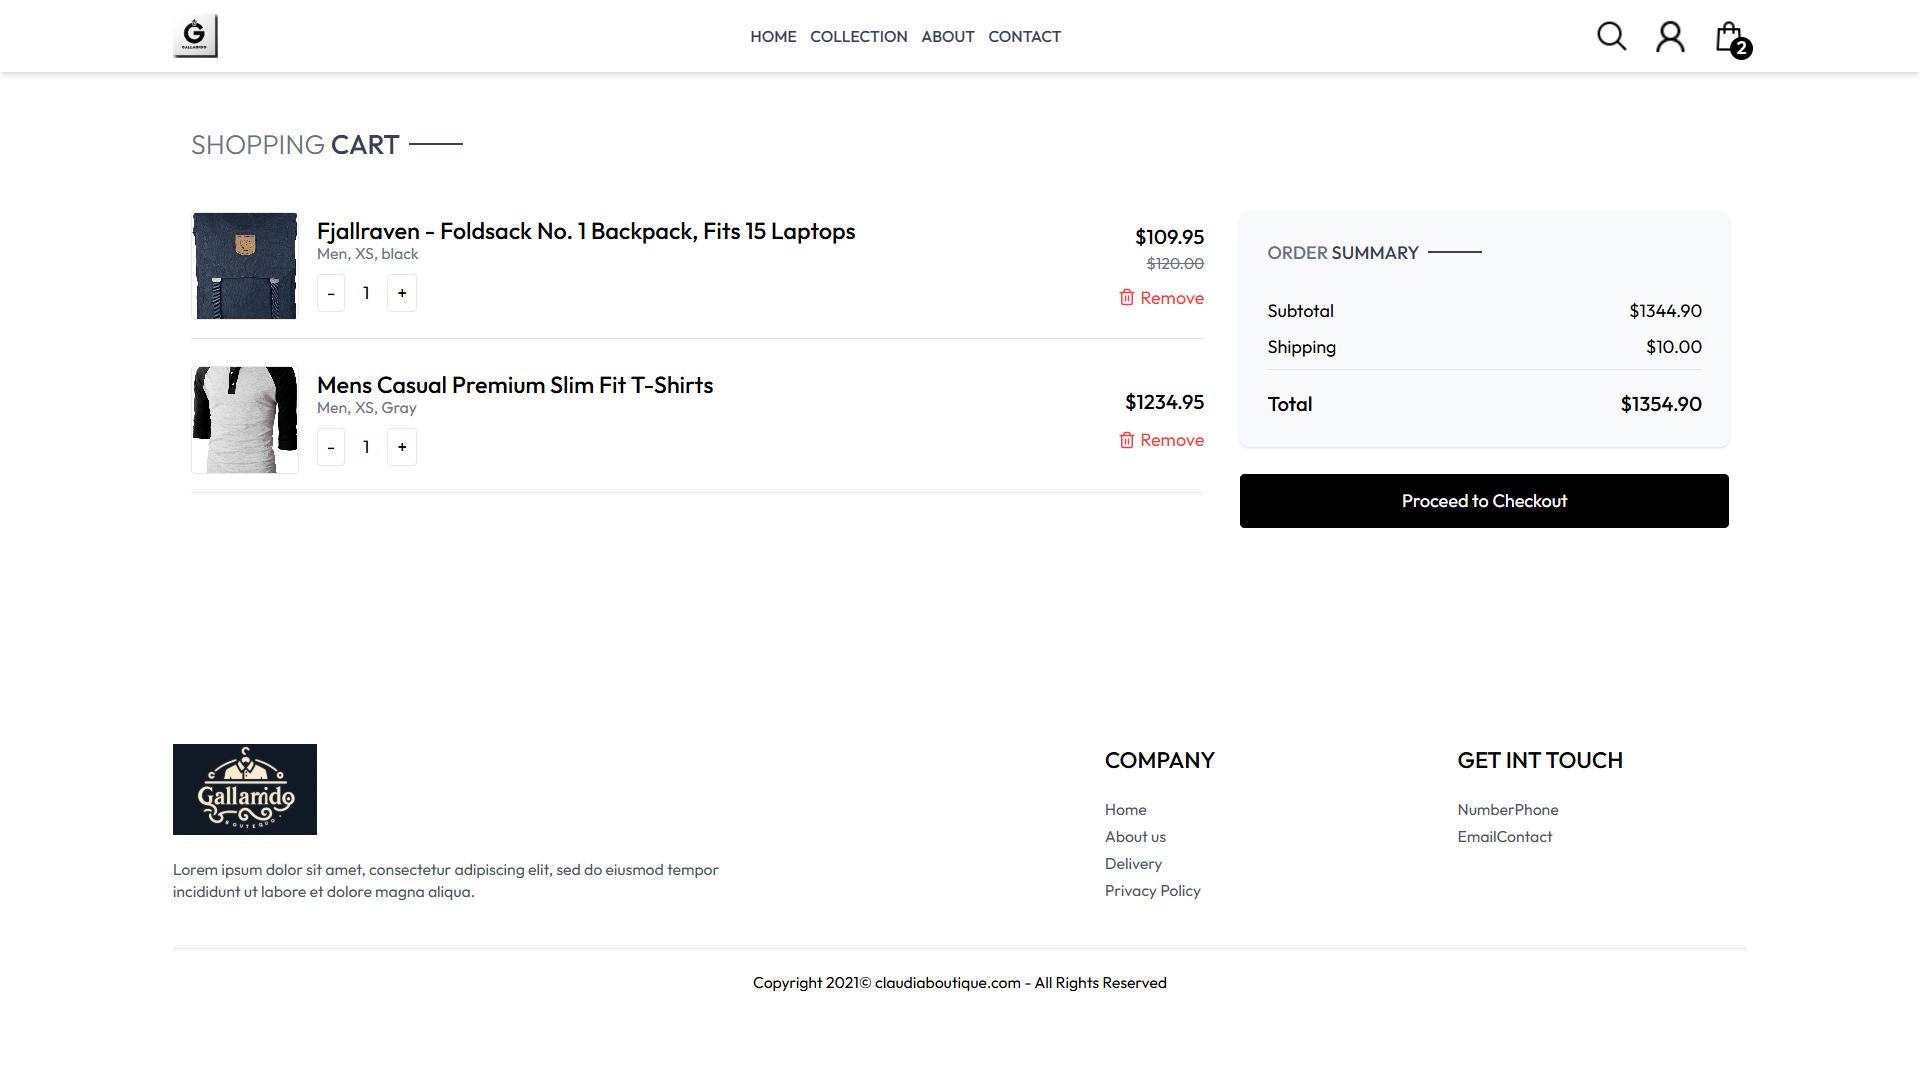 G
GALLARIDO
HOME COLLECTION ABOUT CONTACT
2
SHOPPING CART
Fjallraven - Foldsack No. 1 Backpack, Fits 15 Laptops
Men, XS, black
- 1 +
$109.95
$120.00
Remove
Mens Casual Premium Slim Fit T-Shirts
Men, XS, Gray
- 1 +
$1234.95
Remove
ORDER SUMMARY
Subtotal $1344.90
Shipping $10.00
Total $1354.90
Proceed to Checkout
Gallarrido
BOUTEQUO
Lorem ipsum dolor sit amet, consectetur adipiscing elit, sed do eiusmod tempor
incididunt ut labore et dolore magna aliqua.
COMPANY
Home
About us
Delivery
Privacy Policy
GET INT TOUCH
NumberPhone
EmailContact
Copyright 2021© claudiaboutique.com - All Rights Reserved